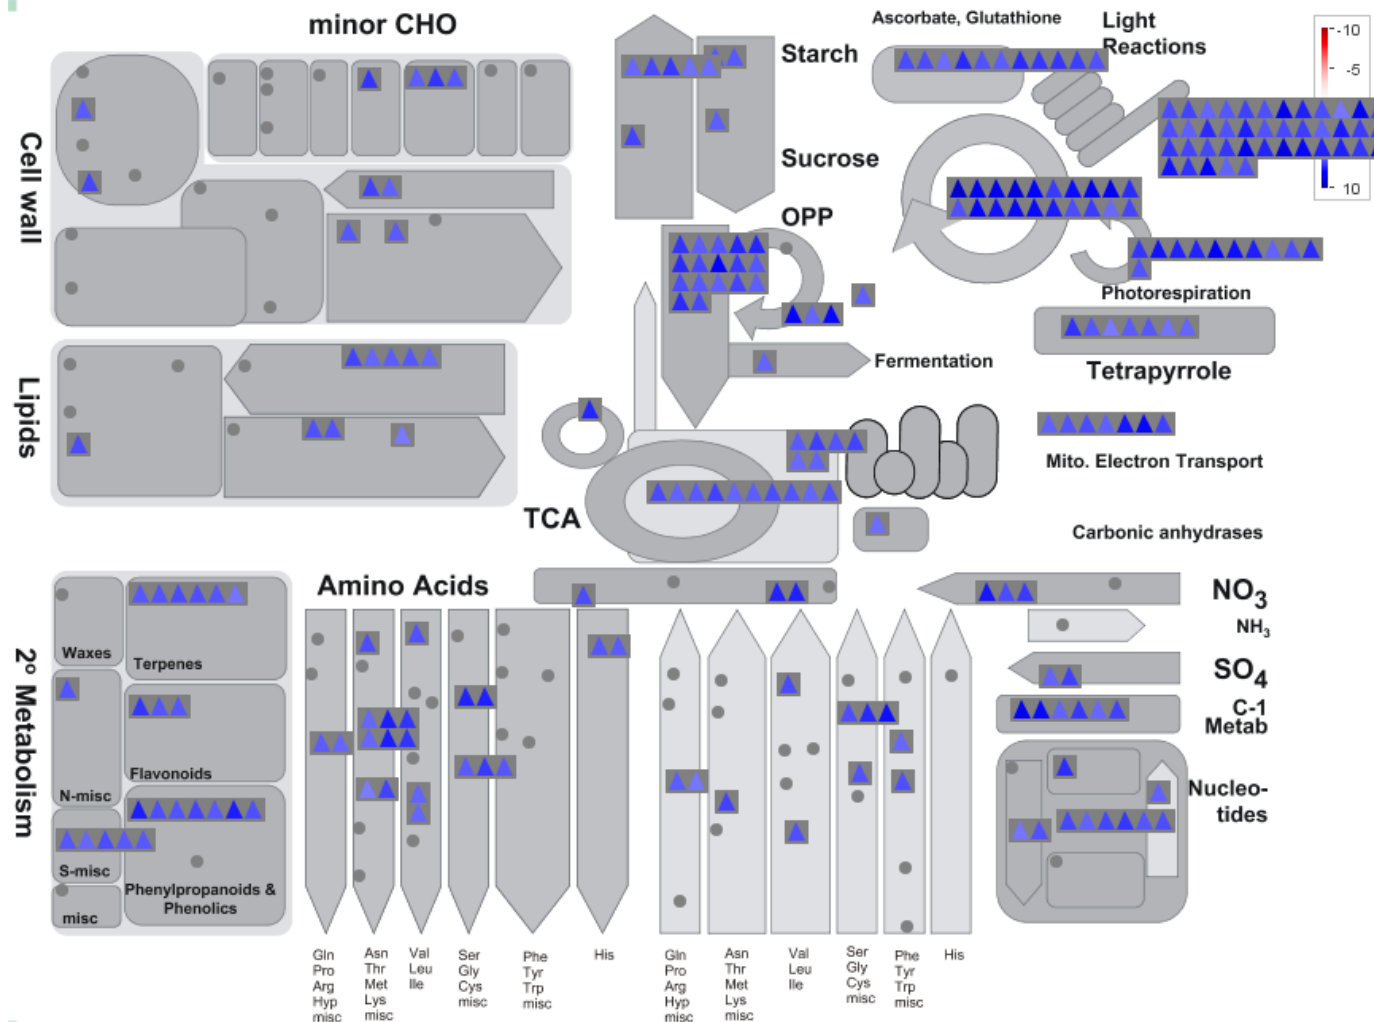 minor CHO
Cell wall
Lipids
2º Metabolism
Starch
Sucrose
OPP
Ascorbate, Glutathione
Light
Reactions
-10
-5
10
Photorespiration
Tetrapyrrole
Fermentation
Mito. Electron Transport
TCA
Carbonic anhydrases
Amino Acids
NO3
NH3
SO4
C-1
Metab
Nucleo-
tides
Waxes
Terpenes
N-misc
Flavonoids
S-misc
misc
Phenylpropanoids &
Phenolics
Gln
Pro
Arg
Hyp
misc
Asn
Thr
Met
Lys
misc
Val
Leu
Ile
Ser
Gly
Cys
misc
Phe
Tyr
Trp
misc
His
Gln
Pro
Arg
Hyp
misc
Asn
Thr
Met
Lys
misc
Val
Leu
Ile
Ser
Gly
Cys
misc
Phe
Tyr
Trp
misc
His